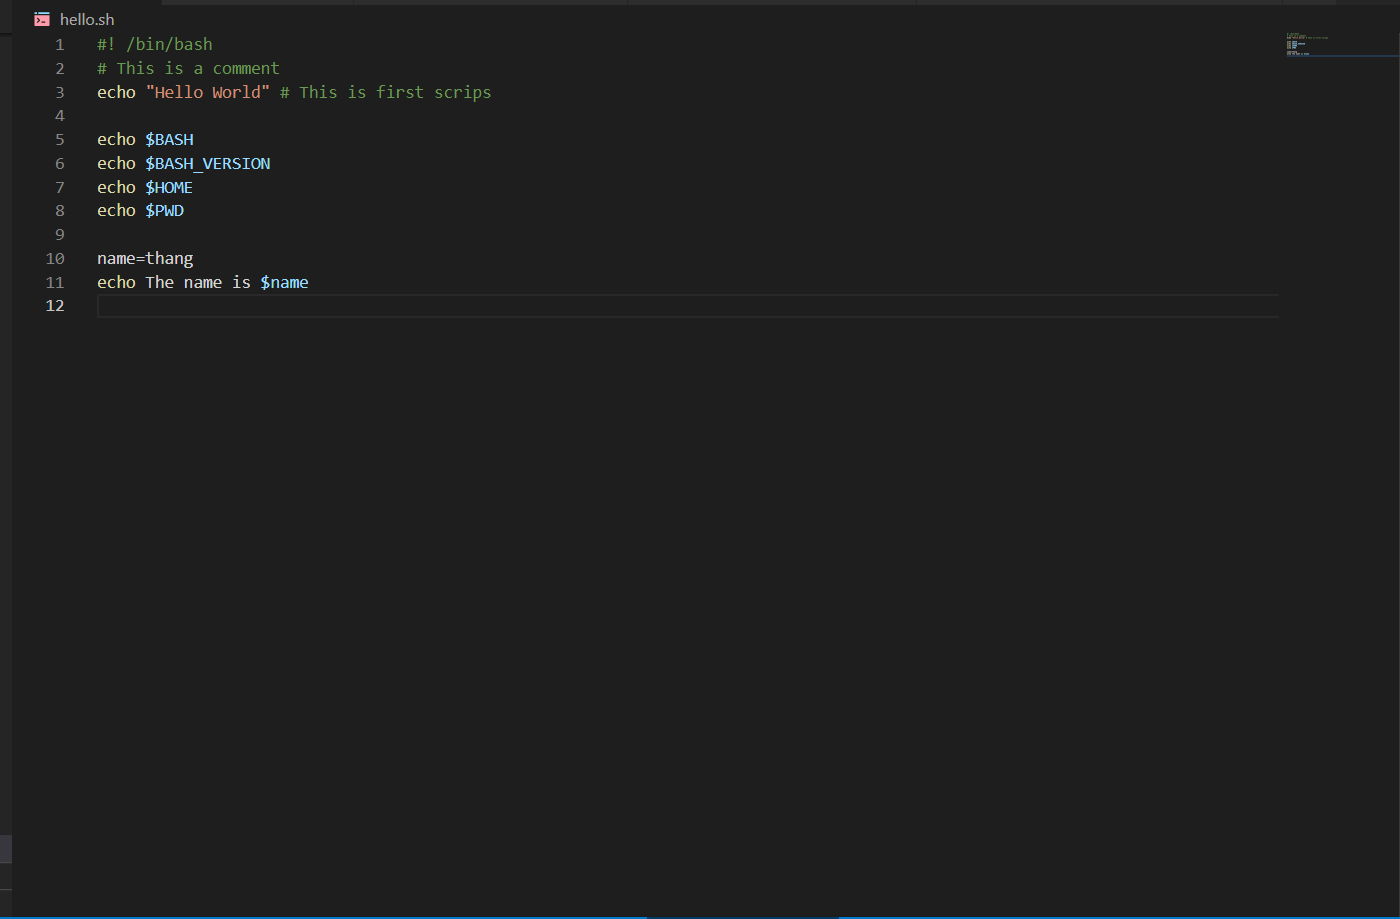 hello.sh
1 #! /bin/bash
2 # This is a comment
3 echo "Hello World" # This is first scrips
4
5 echo $BASH
6 echo $BASH_VERSION
7 echo $HOME
8 echo $PWD
9
10 name=thang
11 echo The name is $name
12